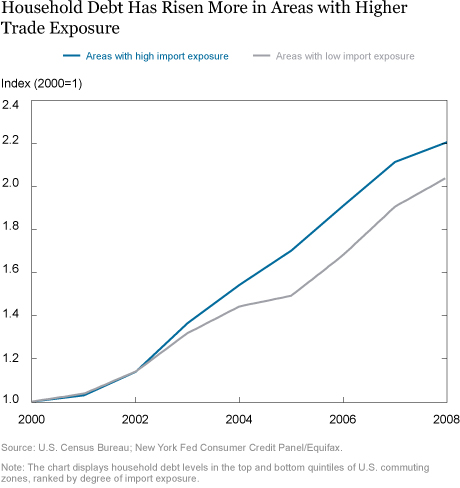 Household Debt Has Risen More in Areas with Higher
Trade Exposure
Areas with high import exposure
Areas with low import exposure
Index (2000=1)
2.4
2.2
2.0
1.8
1.6
1.4
1.2
1.0
2000 2002 2004 2006 2008
Source: U.S. Census Bureau; New York Fed Consumer Credit Panel/Equifax.
Note: The chart displays household debt levels in the top and bottom quintiles of U.S. commuting
zones, ranked by degree of import exposure.